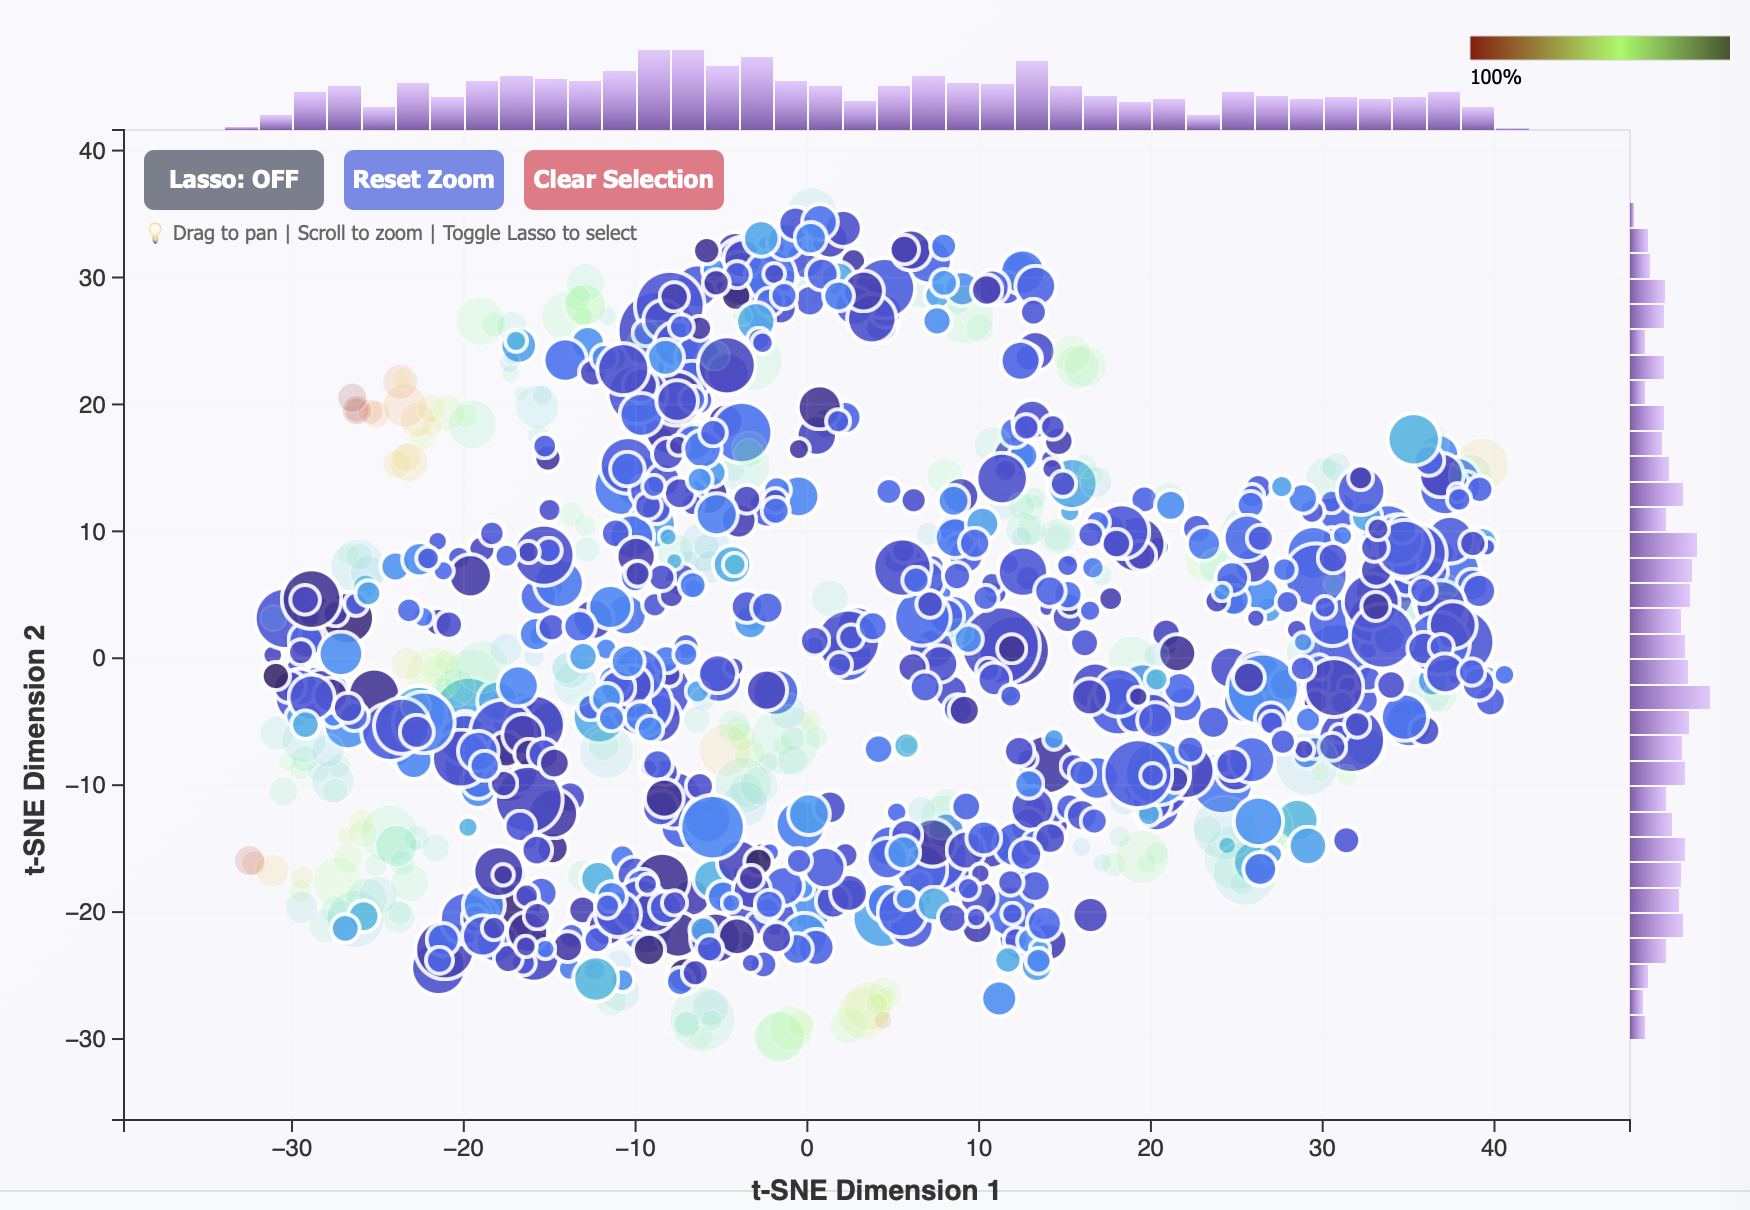 100%
40
Lasso: OFF
Reset Zoom
Clear Selection
💡 Drag to pan | Scroll to zoom | Toggle Lasso to select
30
20
10
0
−10
−20
−30
t-SNE Dimension 2
−30
−20
−10
0
10
20
30
40
t-SNE Dimension 1